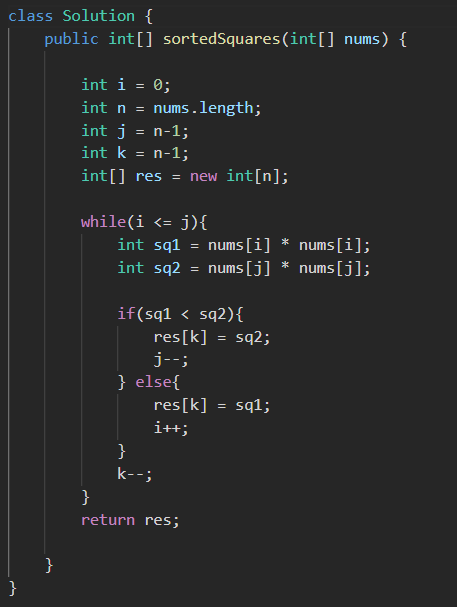 class Solution {
    public int[] sortedSquares(int[] nums) {

        int i = 0;
        int n = nums.length;
        int j = n-1;
        int k = n-1;
        int[] res = new int[n];

        while(i <= j){
            int sq1 = nums[i] * nums[i];
            int sq2 = nums[j] * nums[j];

            if(sq1 < sq2){
                res[k] = sq2;
                j--;
            } else{
                res[k] = sq1;
                i++;
            }
            k--;
        }
        return res;

    }
}